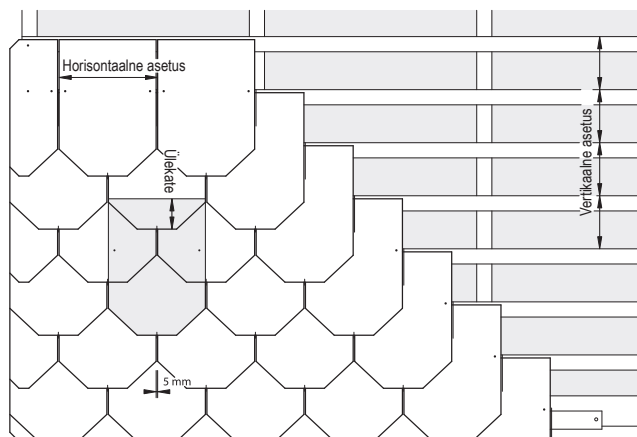 Horisontaalne asetus
Ülekate
Vertikaalne asetus
5 mm